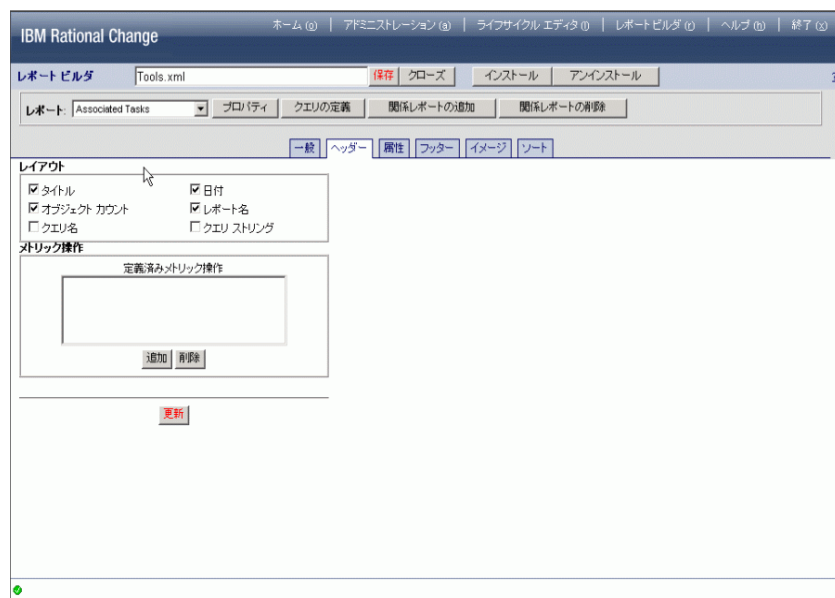 IBM Rational Change
ホーム (o) | アドミニストレーション (a) | ライフサイクル エディタ (l) | レポートビルダ (r) | ヘルプ (h) | 終了 (x)
レポート ビルダ Tools.xml 保存 クローズ インストール アンインストール
レポート: Associated Tasks プロパティ クエリの定義 関係レポートの追加 関係レポートの削除
一般 ヘッダー 属性 フッター イメージ ソート
レイアウト
タイトル 日付
オブジェクト カウント レポート名
クエリ名 クエリ ストリング
メトリック操作
定義済みメトリック操作
追加 削除
更新